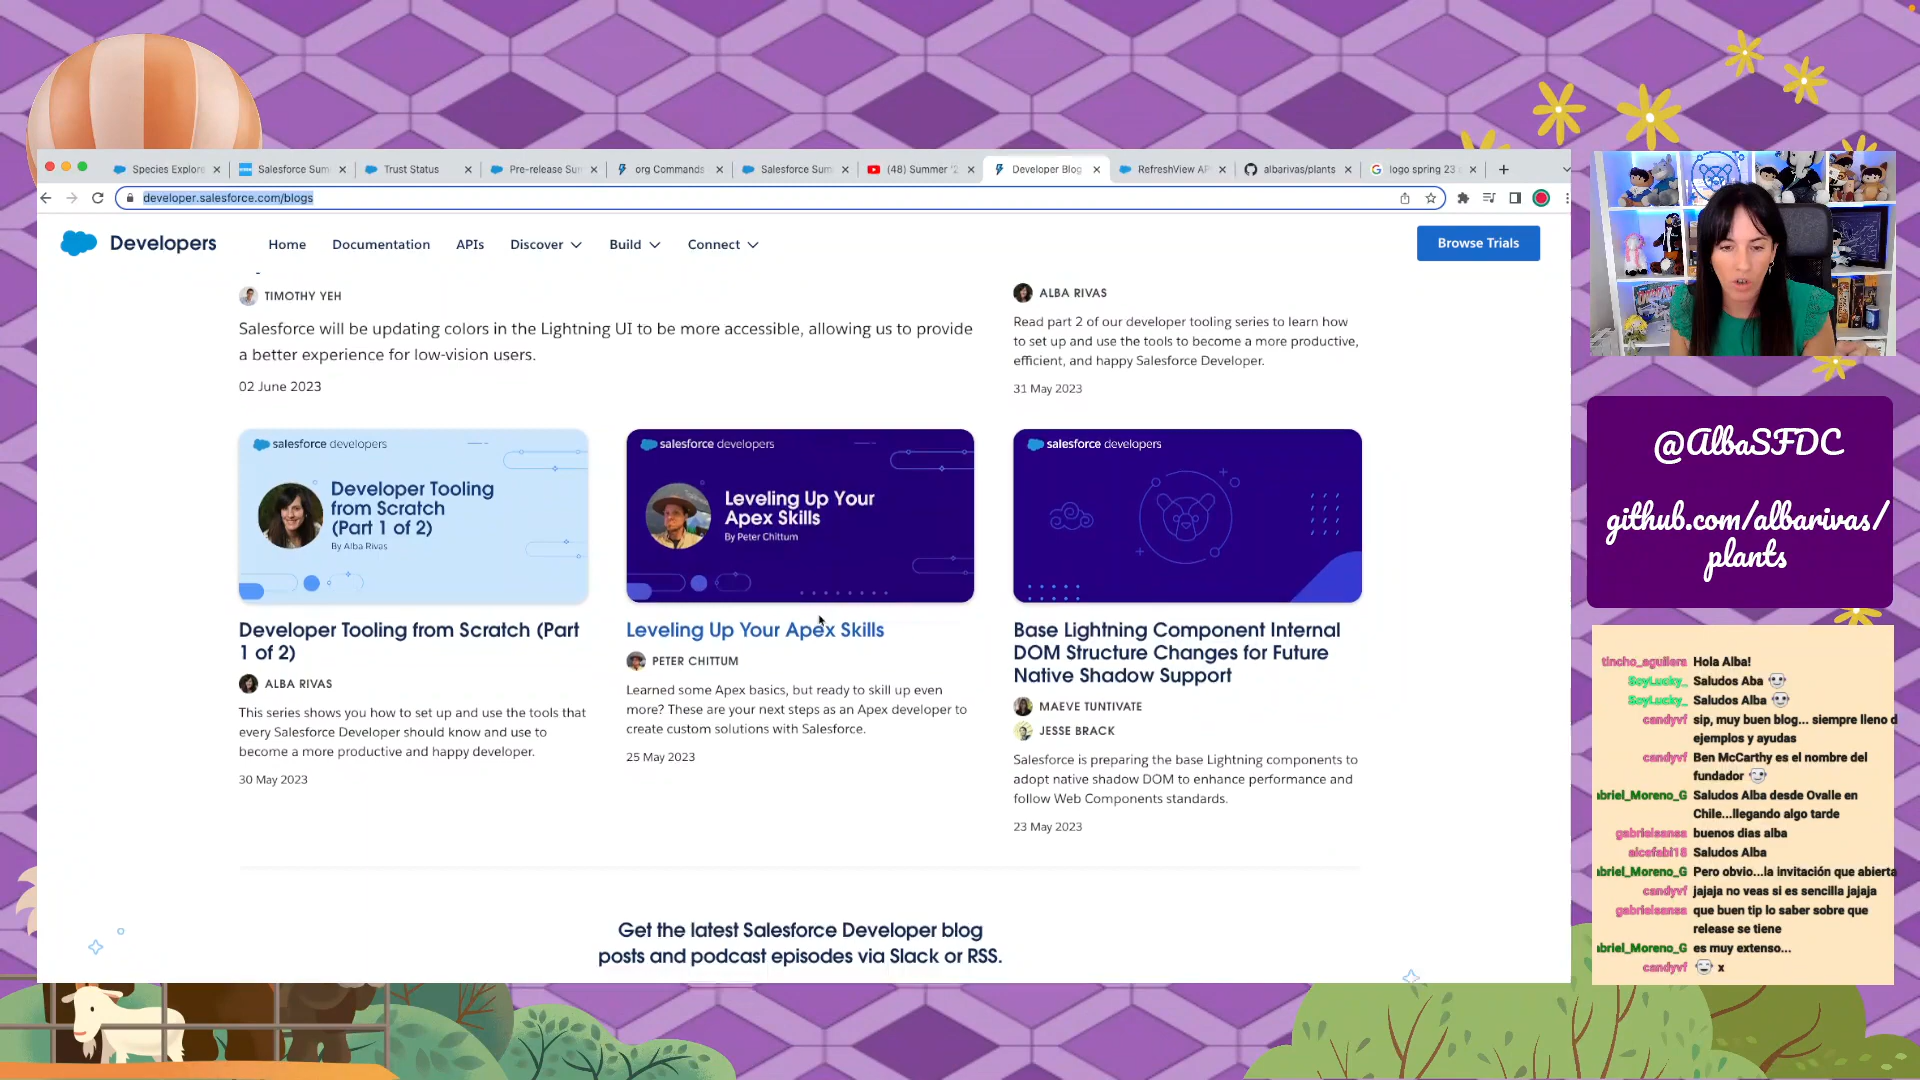 Species Explore
Salesforce Sum
Trust Status
Pre-release Sum
org Commands
Salesforce Sum
(48) Summer '2
Developer Blog
RefreshView AP
albarivas/plants
logo spring 23
developer.salesforce.com/blogs
Developers
Home
Documentation
APIs
Discover
Build
Connect
Browse Trials
TIMOTHY YEH
Salesforce will be updating colors in the Lightning UI to be more accessible, allowing us to provide
a better experience for low-vision users.
02 June 2023
ALBA RIVAS
Read part 2 of our developer tooling series to learn how
to set up and use the tools to become a more productive,
efficient, and happy Salesforce Developer.
31 May 2023
salesforce developers
Developer Tooling
from Scratch
(Part 1 of 2)
By Alba Rivas
Developer Tooling from Scratch (Part
1 of 2)
ALBA RIVAS
This series shows you how to set up and use the tools that
every Salesforce Developer should know and use to
become a more productive and happy developer.
30 May 2023
salesforce developers
Leveling Up Your
Apex Skills
By Peter Chittum
Leveling Up Your Apex Skills
PETER CHITTUM
Learned some Apex basics, but ready to skill up even
more? These are your next steps as an Apex developer to
create custom solutions with Salesforce.
25 May 2023
salesforce developers
Base Lightning Component Internal
DOM Structure Changes for Future
Native Shadow Support
MAEVE TUNTIVATE
JESSE BRACK
Salesforce is preparing the base Lightning components to
adopt native shadow DOM to enhance performance and
follow Web Components standards.
23 May 2023
Get the latest Salesforce Developer blog
posts and podcast episodes via Slack or RSS.
@AlbaSFDC
github.com/albarivas/
plants
tincho_aguilera Hola Alba!
SoyLucky_ Saludos Aba
SoyLucky_ Saludos Alba
candyvf sip, muy buen blog... siempre lleno d
ejemplos y ayudas
candyvf Ben McCarthy es el nombre del
fundador
abriel_Moreno_G Saludos Alba desde Ovalle en
Chile...llegando algo tarde
gabrielsansa buenos dias alba
alcefabi18 Saludos Alba
abriel_Moreno_G Pero obvio...la invitación que abierta
candyvf jajaja no veas si es sencilla jajaja
gabrielsansa que buen tip lo saber sobre que
release se tiene
abriel_Moreno_G es muy extenso...
candyvf x